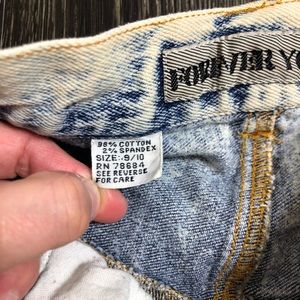 FOREVER YO
98% COTTON
2% SPANDEX
SIZE: 9/10
RN 78684
SEE REVERSE
FOR CARE